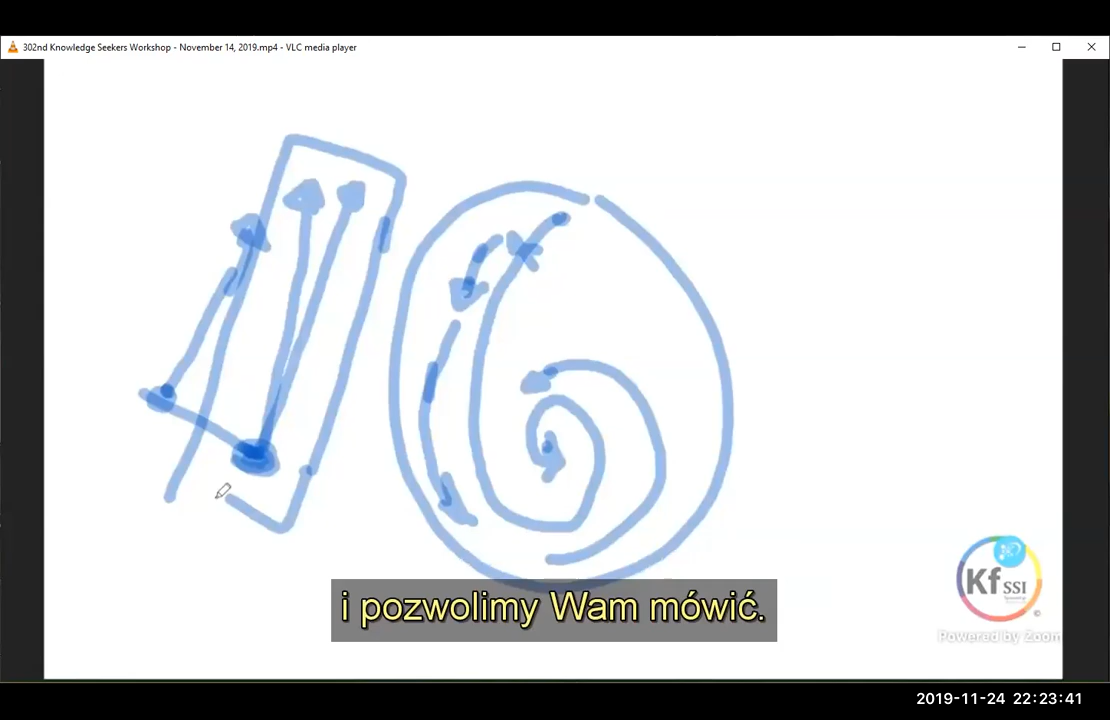 302nd Knowledge Seekers Workshop - November 14, 2019.mp4 - VLC media player
i pozwolimy Wam mówić.
Kf SSI
Powered by Zoom
2019-11-24 22:23:41